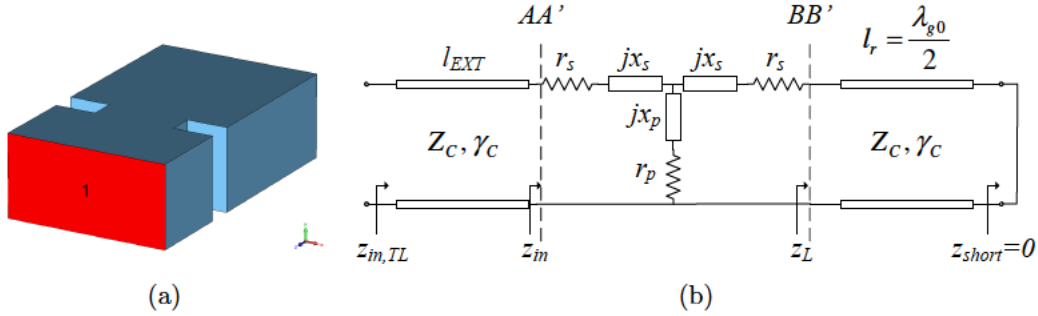 1
(a)
AA'
BB'
l_EXT
r_s
jx_s
jx_s
r_s
l_r = λ_g0/2
jx_p
r_p
Z_C, γ_C
Z_C, γ_C
z_in,TL
z_in
z_L
z_short=0
(b)